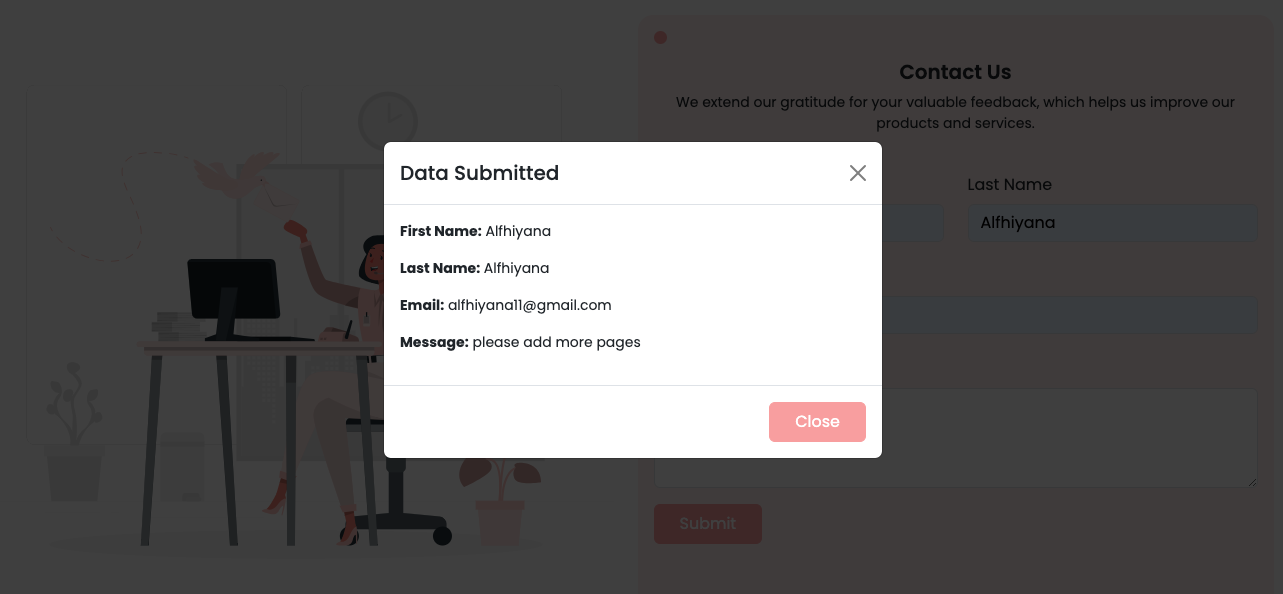 Contact Us
We extend our gratitude for your valuable feedback, which helps us improve our
products and services.
Last Name
Alfhiyana
Data Submitted
First Name: Alfhiyana
Last Name: Alfhiyana
Email: alfhiyana11@gmail.com
Message: please add more pages
Close
Submit